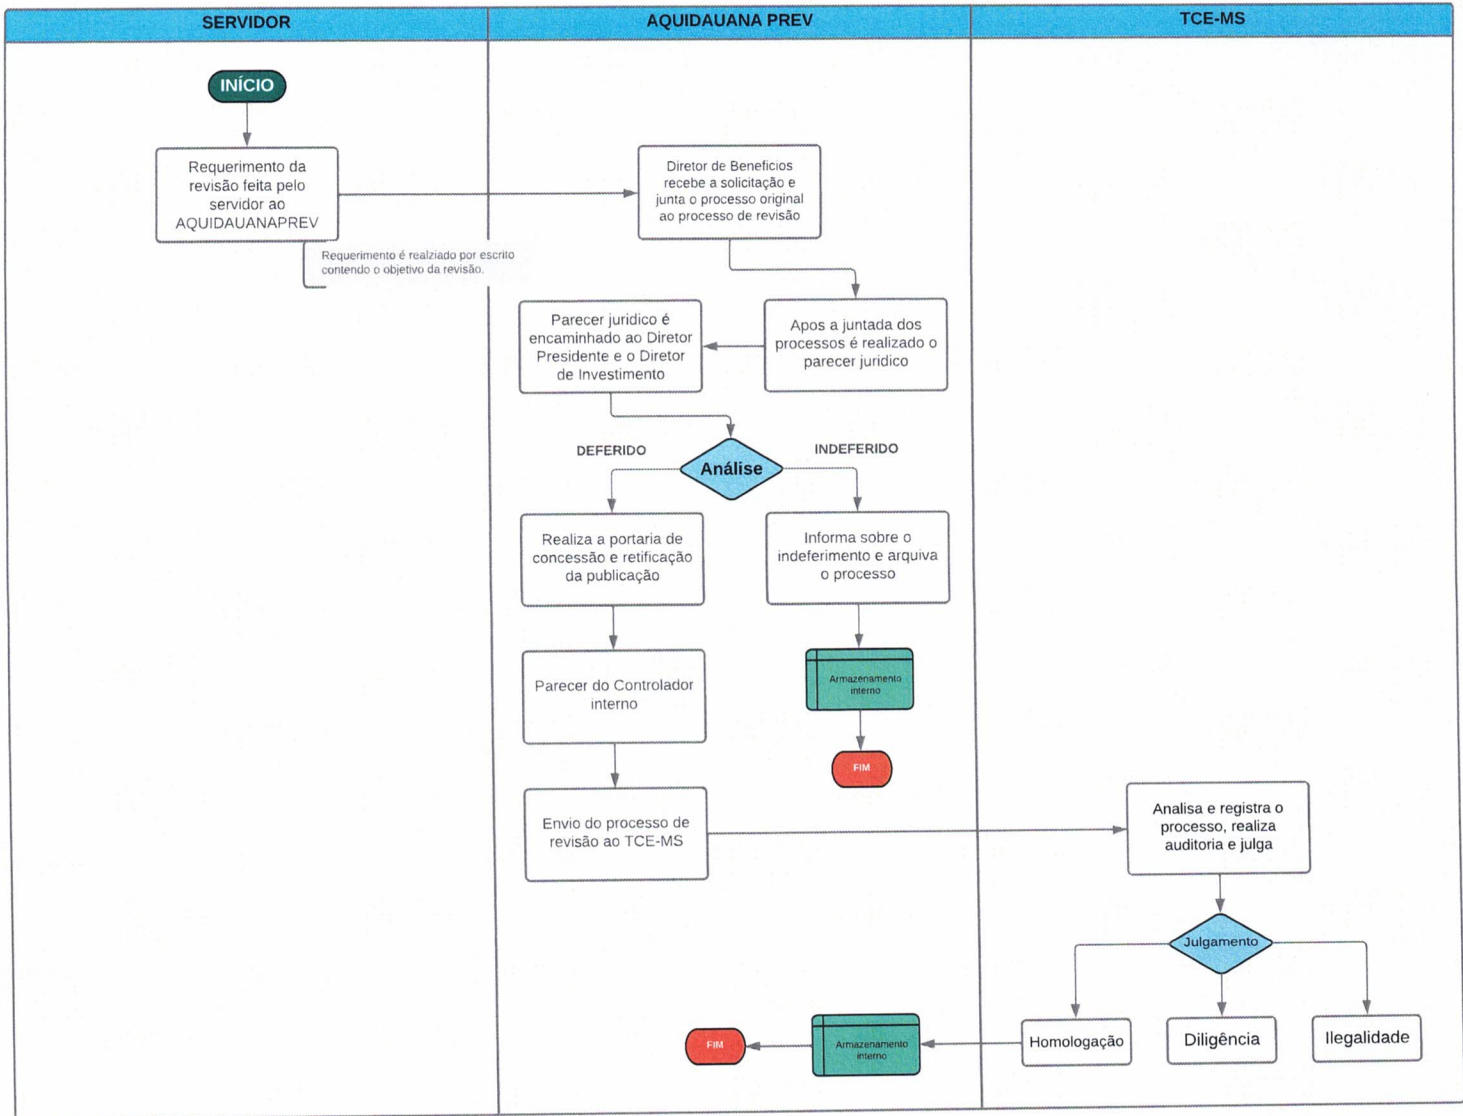 SERVIDOR
AQUIDAUANA PREV
TCE-MS
INÍCIO
Requerimento da
revisão feita pelo
servidor ao
AQUIDAUANAPREV
Requerimento é realziado por escrito
contendo o objetivo da revisão.
Diretor de Beneficios
recebe a solicitação e
junta o processo original
ao processo de revisão
Apos a juntada dos
processos é realizado o
parecer juridico
Parecer juridico é
encaminhado ao Diretor
Presidente e o Diretor
de Investimento
Análise
DEFERIDO
INDEFERIDO
Realiza a portaria de
concessão e retificação
da publicação
Informa sobre o
indeferimento e arquiva
o processo
Parecer do Controlador
interno
Armazenamento
interno
FIM
Envio do processo de
revisão ao TCE-MS
Analisa e registra o
processo, realiza
auditoria e julga
Julgamento
Homologação
Diligência
Ilegalidade
Armazenamento
interno
FIM